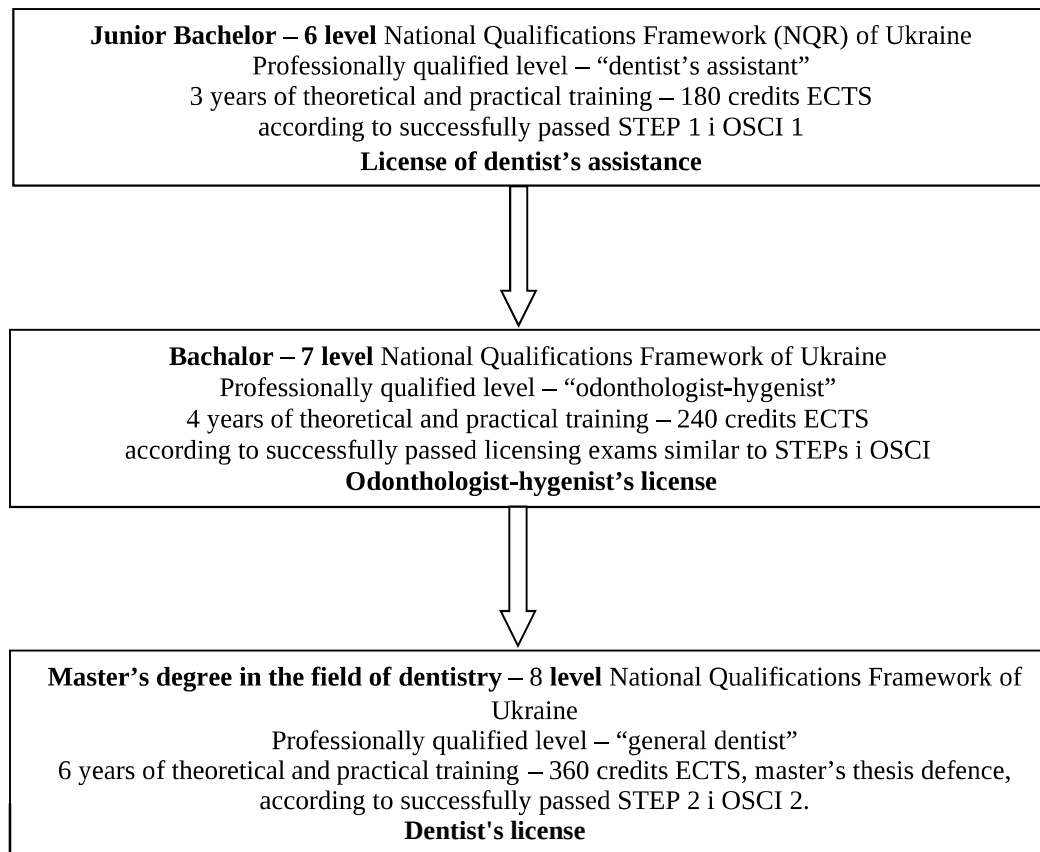 Junior Bachelor – 6 level National Qualifications Framework (NQR) of Ukraine
Professionally qualified level – “dentist’s assistant”
3 years of theoretical and practical training – 180 credits ECTS
according to successfully passed STEP 1 i OSCI 1
License of dentist’s assistance
Bachalor – 7 level National Qualifications Framework of Ukraine
Professionally qualified level – “odonthologist-hygenist”
4 years of theoretical and practical training – 240 credits ECTS
according to successfully passed licensing exams similar to STEPs i OSCI
Odonthologist-hygenist’s license
Master’s degree in the field of dentistry – 8 level National Qualifications Framework of
Ukraine
Professionally qualified level – “general dentist”
6 years of theoretical and practical training – 360 credits ECTS, master’s thesis defence,
according to successfully passed STEP 2 i OSCI 2.
Dentist's license